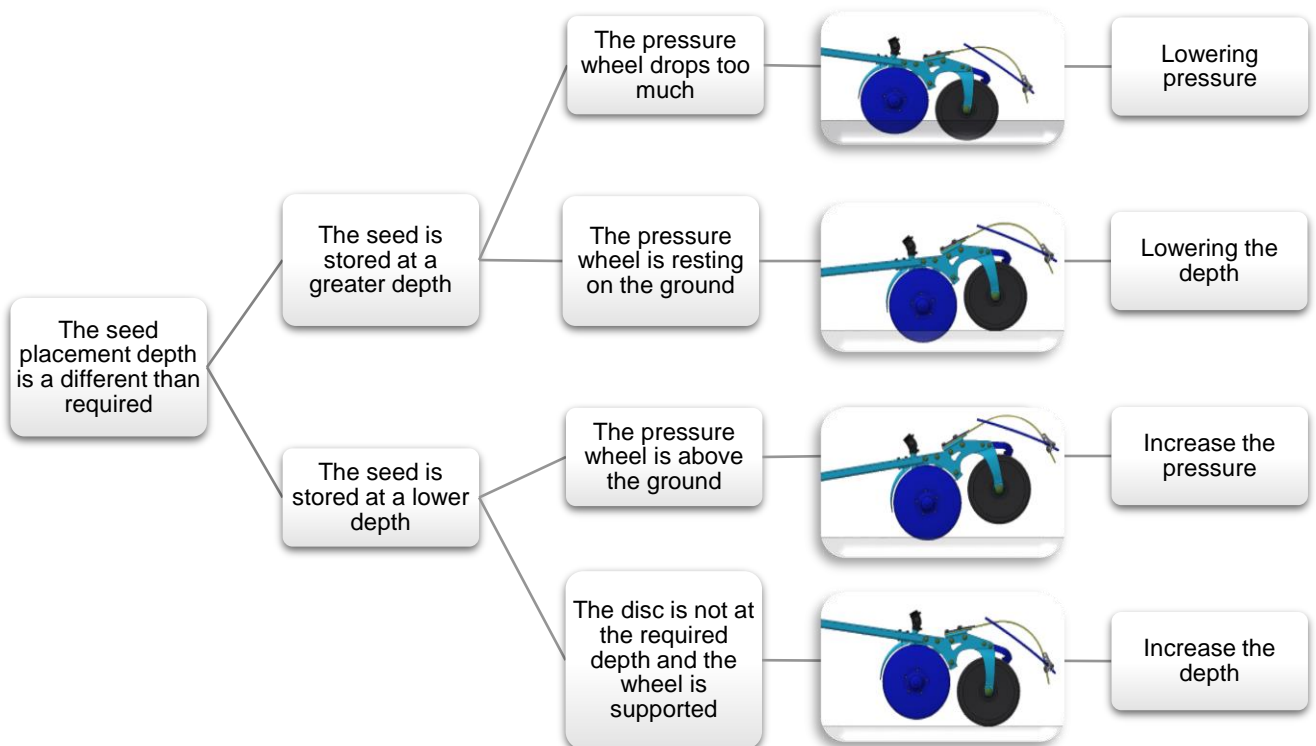 The seed
placement depth
is a different than
required
The seed is
stored at a
greater depth
The pressure
wheel drops too
much
Lowering
pressure
The pressure
wheel is resting
on the ground
Lowering the
depth
The seed is
stored at a lower
depth
The pressure
wheel is above
the ground
Increase the
pressure
The disc is not at
the required
depth and the
wheel is
supported
Increase the
depth